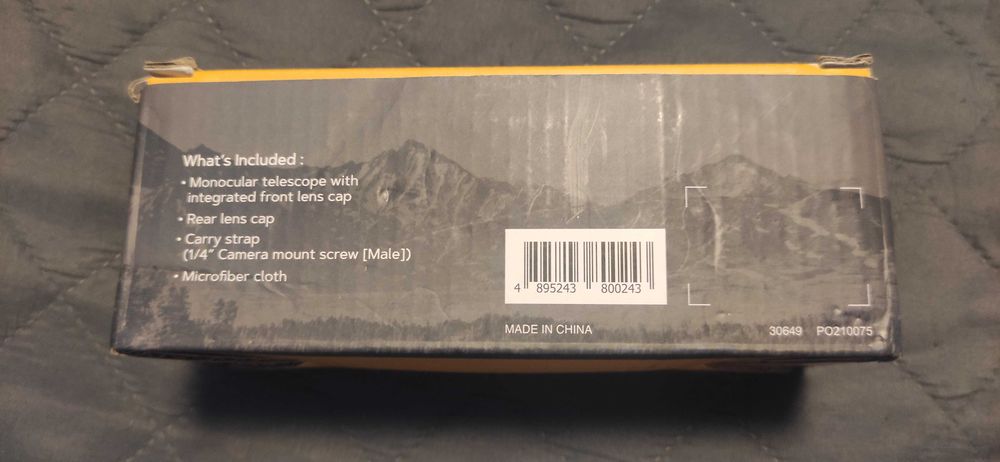 What's Included :
• Monocular telescope with
integrated front lens cap
• Rear lens cap
• Carry strap
(1/4" Camera mount screw [Male])
• Microfiber cloth
4 895243 800243
MADE IN CHINA
30649 PO210075